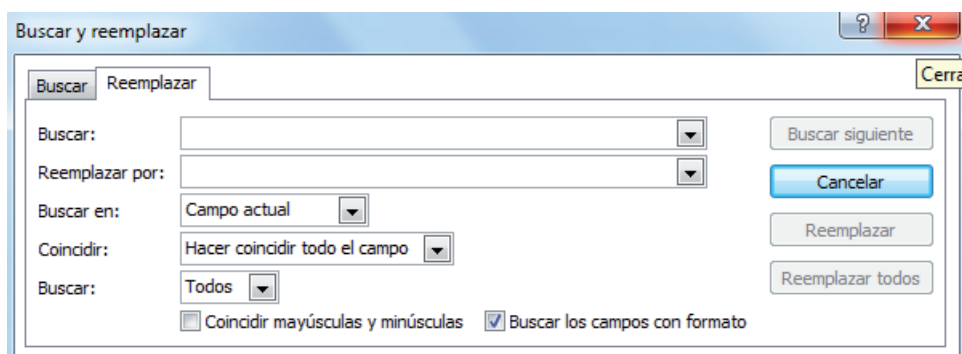 Buscar y reemplazar
? X
Cerra
Buscar Reemplazar
Buscar: Buscar siguiente
Reemplazar por: Cancelar
Buscar en: Campo actual
Reemplazar
Coincidir: Hacer coincidir todo el campo
Buscar: Todos Reemplazar todos
Coincidir mayúsculas y minúsculas Buscar los campos con formato